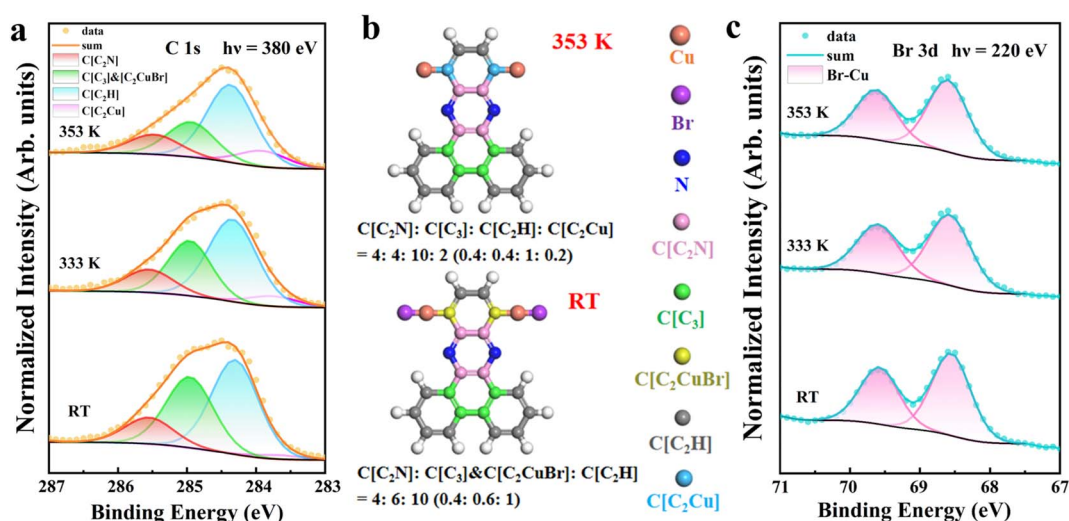 a
data
sum
C[C₂N]
C[C₃]&[C₂CuBr]
C[C₂H]
C[C₂Cu]
C 1s
hν = 380 eV
353 K
333 K
RT
Normalized Intensity (Arb. units)
287
286
285
284
283
Binding Energy (eV)
b
353 K
C[C₂N]: C[C₃]: C[C₂H]: C[C₂Cu]
= 4: 4: 10: 2 (0.4: 0.4: 1: 0.2)
RT
C[C₂N]: C[C₃]&C[C₂CuBr]: C[C₂H]
= 4: 6: 10 (0.4: 0.6: 1)
Cu
Br
N
C[C₂N]
C[C₃]
C[C₂CuBr]
C[C₂H]
C[C₂Cu]
c
data
sum
Br-Cu
Br 3d
hν = 220 eV
353 K
333 K
RT
Normalized Intensity (Arb. units)
71
70
69
68
67
Binding Energy (eV)